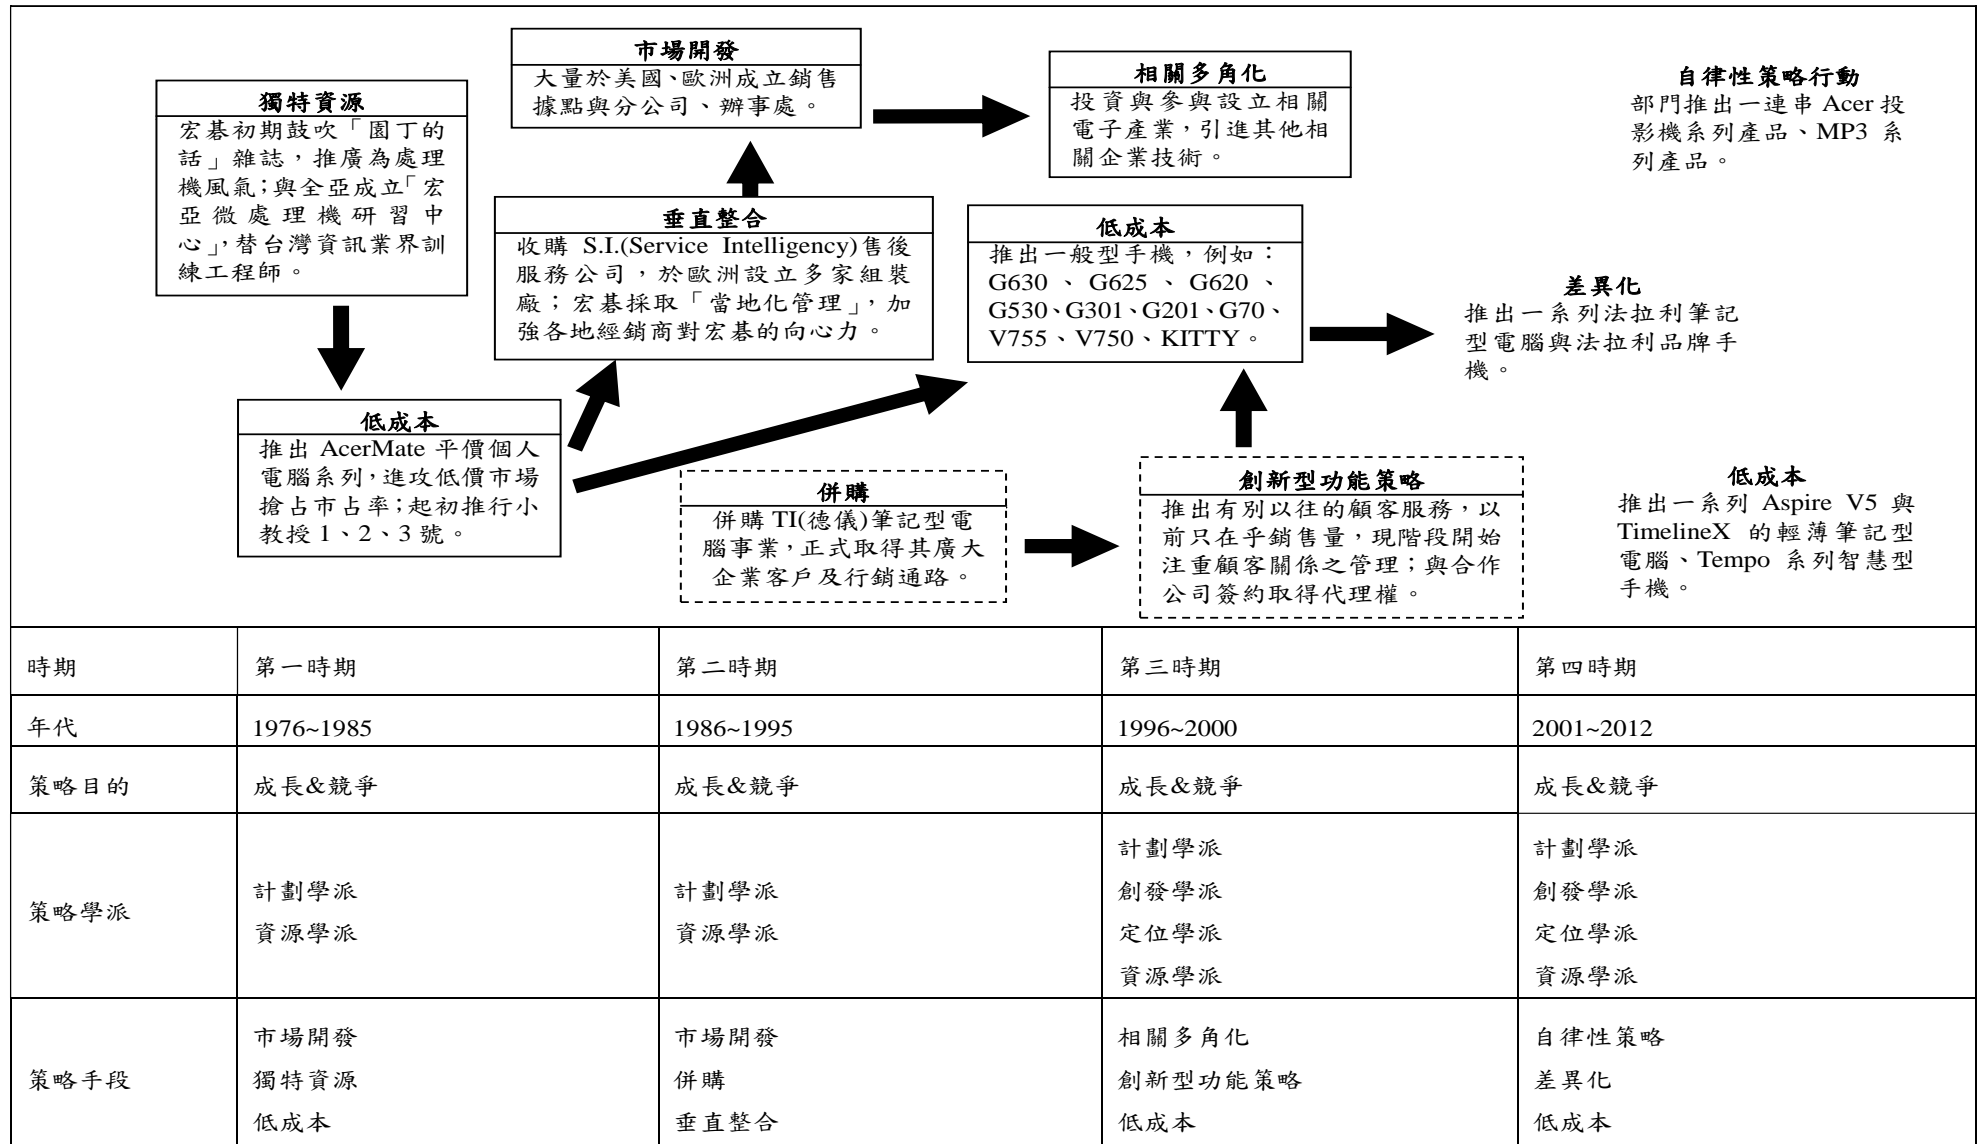 市場開發
大量於美國、歐洲成立銷售
據點與分公司、辦事處。
相關多角化
投資與參與設立相關
電子產業，引進其他相
關企業技術。
自律性策略行動
部門推出一連串 Acer 投
影機系列產品、MP3 系
列產品。
獨特資源
宏碁初期鼓吹「園丁的
話」雜誌，推廣為處理
機風氣；與全亞成立「宏
亞微處理機研習中
心」，替台灣資訊業界訓
練工程師。
垂直整合
收購 S.I.(Service Intelligency)售後
服務公司，於歐洲設立多家組裝
廠；宏碁採取「當地化管理」，加
強各地經銷商對宏碁的向心力。
低成本
推出一般型手機，例如：
G630、G625、G620、
G530、G301、G201、G70、
V755、V750、KITTY。
差異化
推出一系列法拉利筆記
型電腦與法拉利品牌手
機。
低成本
推出 AcerMate 平價個人
電腦系列，進攻低價市場
搶占市占率；起初推行小
教授 1、2、3 號。
併購
併購 TI(德儀)筆記型電
腦事業，正式取得其廣大
企業客戶及行銷通路。
創新型功能策略
推出有別以往的顧客服務，以
前只在乎銷售量，現階段開始
注重顧客關係之管理；與合作
公司簽約取得代理權。
低成本
推出一系列 Aspire V5 與
TimelineX 的輕薄筆記型
電腦、Tempo 系列智慧型
手機。
時期 第一時期 第二時期 第三時期 第四時期
年代 1976~1985 1986~1995 1996~2000 2001~2012
策略目的 成長&競爭 成長&競爭 成長&競爭 成長&競爭
策略學派
計劃學派
資源學派
計劃學派
資源學派
計劃學派
創發學派
定位學派
資源學派
計劃學派
創發學派
定位學派
資源學派
策略手段
市場開發
獨特資源
低成本
市場開發
併購
垂直整合
相關多角化
創新型功能策略
低成本
自律性策略
差異化
低成本